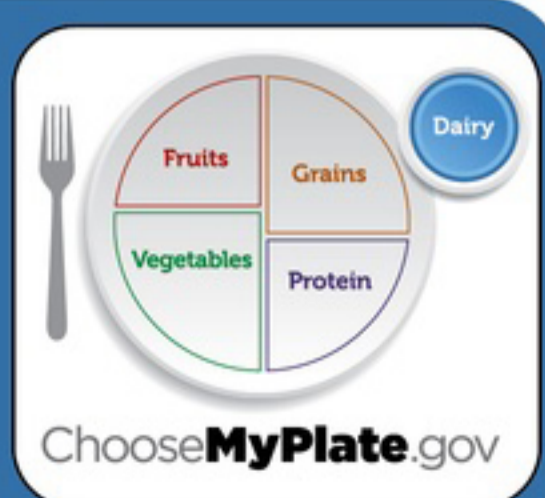 Fruits
Grains
Dairy
Vegetables
Protein
ChooseMyPlate.gov